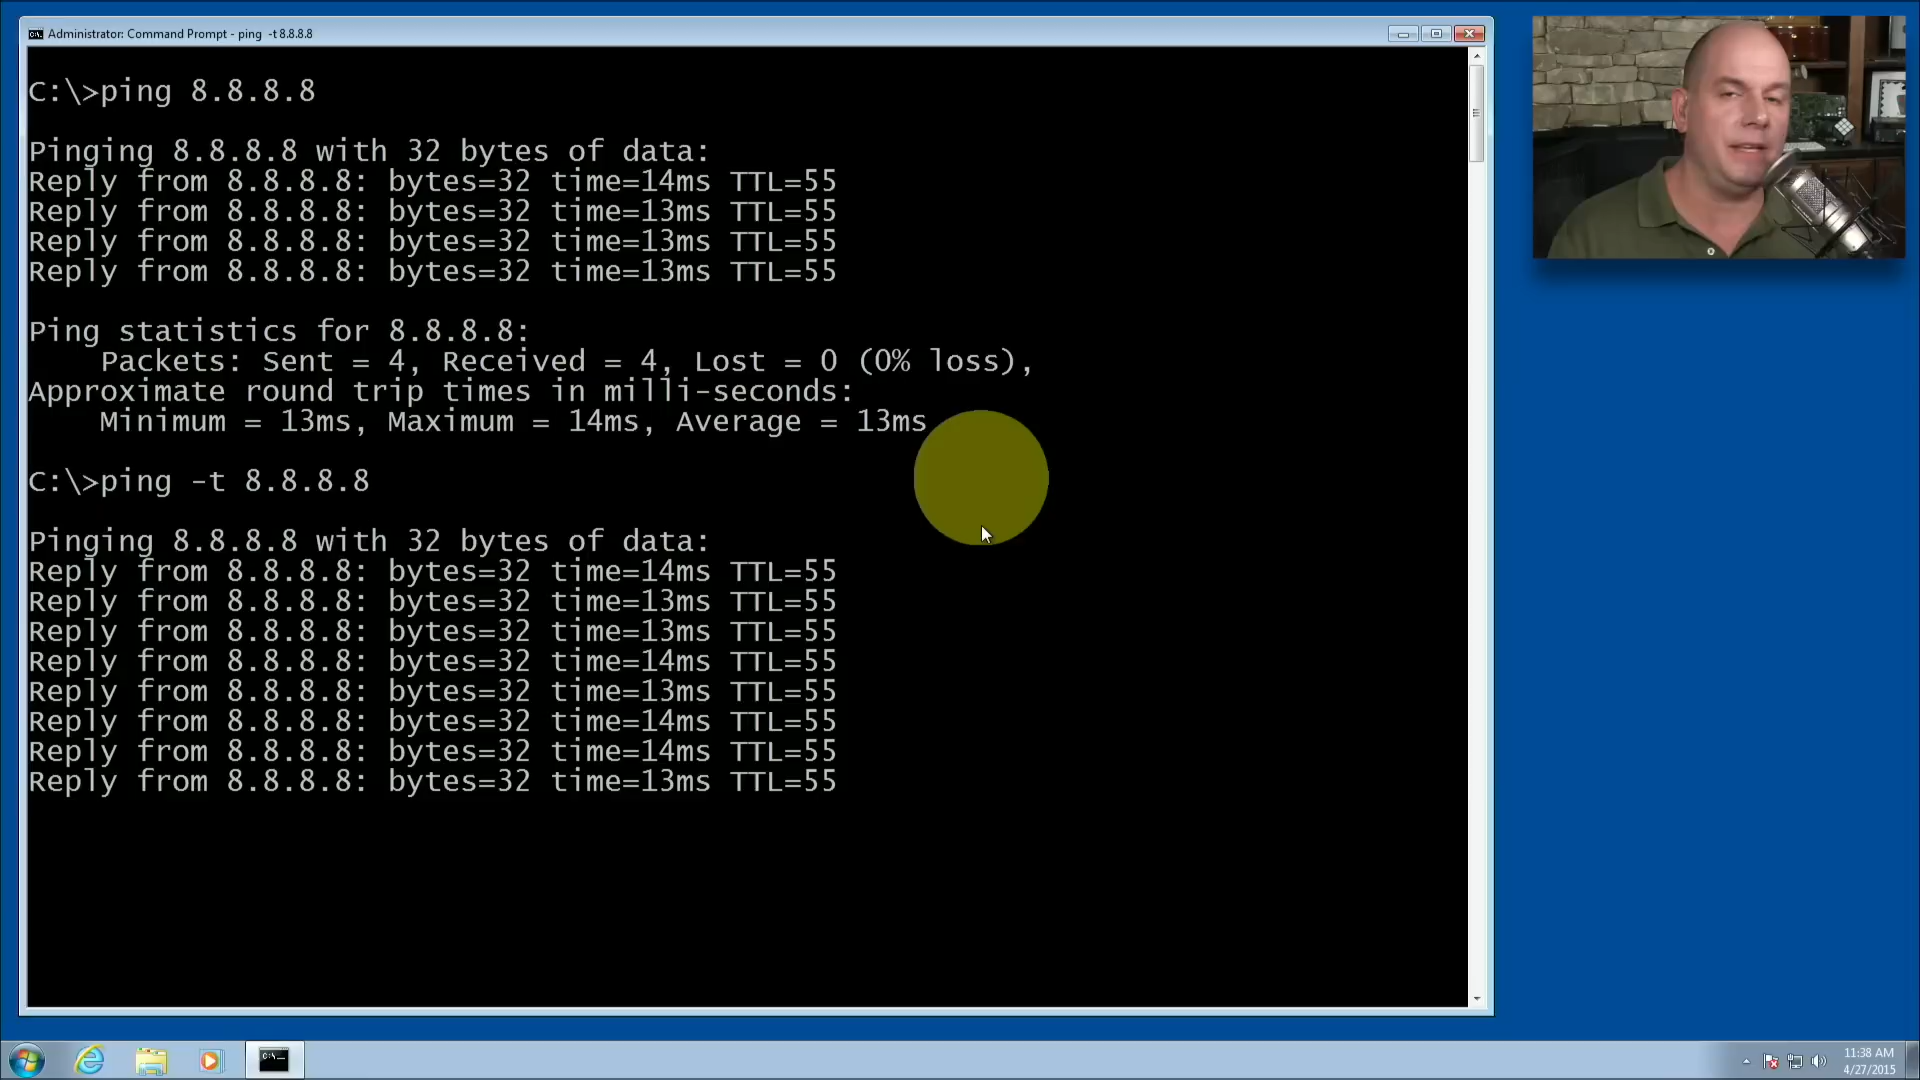 Administrator: Command Prompt - ping -t 8.8.8.8
C:\>ping 8.8.8.8
Pinging 8.8.8.8 with 32 bytes of data:
Reply from 8.8.8.8: bytes=32 time=14ms TTL=55
Reply from 8.8.8.8: bytes=32 time=13ms TTL=55
Reply from 8.8.8.8: bytes=32 time=13ms TTL=55
Reply from 8.8.8.8: bytes=32 time=13ms TTL=55
Ping statistics for 8.8.8.8:
Packets: Sent = 4, Received = 4, Lost = 0 (0% loss),
Approximate round trip times in milli-seconds:
Minimum = 13ms, Maximum = 14ms, Average = 13ms
C:\>ping -t 8.8.8.8
Pinging 8.8.8.8 with 32 bytes of data:
Reply from 8.8.8.8: bytes=32 time=14ms TTL=55
Reply from 8.8.8.8: bytes=32 time=13ms TTL=55
Reply from 8.8.8.8: bytes=32 time=13ms TTL=55
Reply from 8.8.8.8: bytes=32 time=14ms TTL=55
Reply from 8.8.8.8: bytes=32 time=13ms TTL=55
Reply from 8.8.8.8: bytes=32 time=14ms TTL=55
Reply from 8.8.8.8: bytes=32 time=14ms TTL=55
Reply from 8.8.8.8: bytes=32 time=13ms TTL=55
11:38 AM
4/27/2015